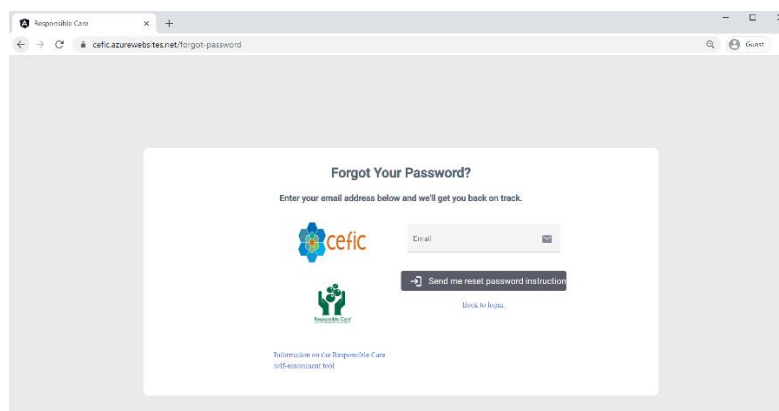 Responsible Care
cefic.azurewebsites.net/forgot-password
Guest
Forgot Your Password?
Enter your email address below and we'll get you back on track.
cefic
Email
Send me reset password instruction
Responsible Care
Back to login.
Information on the Responsible Care
self-assessment tool